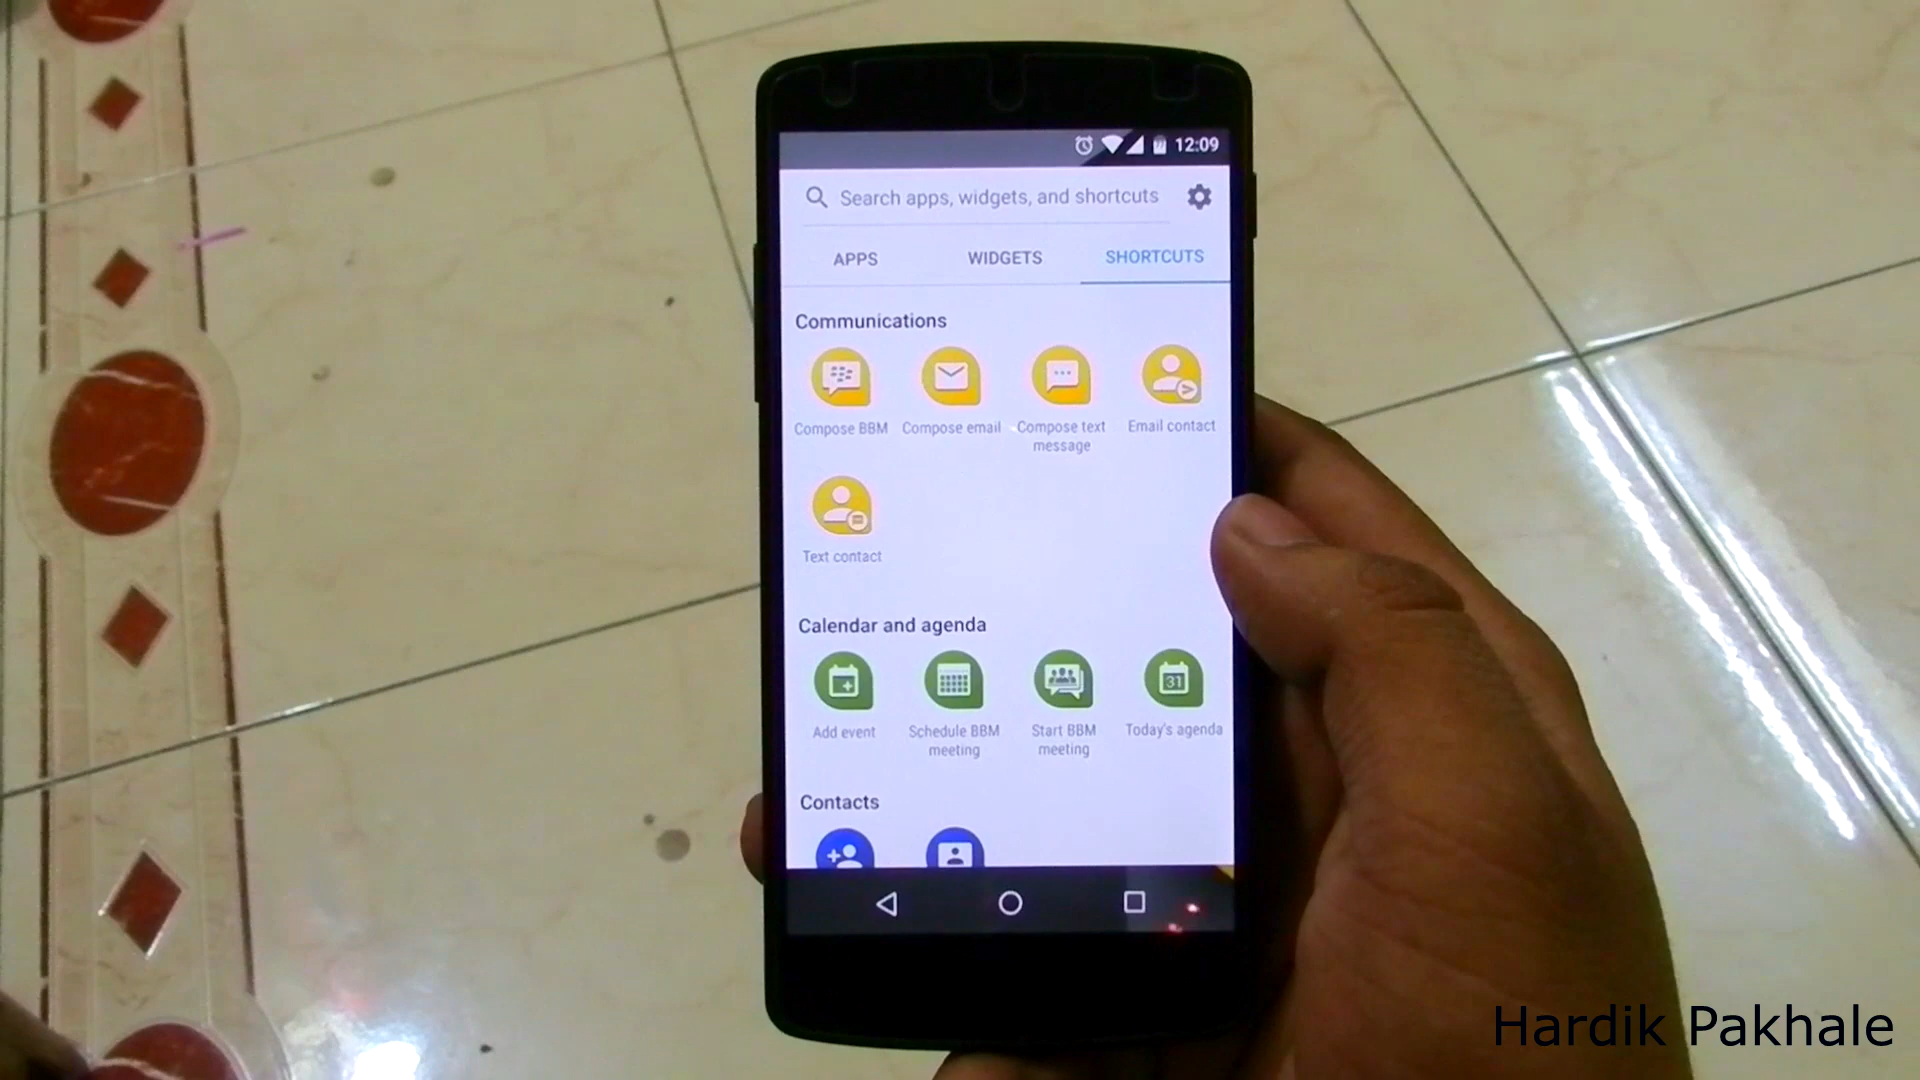 12:09
Search apps, widgets, and shortcuts
APPS WIDGETS SHORTCUTS
Communications
Compose BBM Compose email Compose text message Email contact
Text contact
Calendar and agenda
Add event Schedule BBM meeting Start BBM meeting 31 Today's agenda
Contacts
Hardik Pakhale